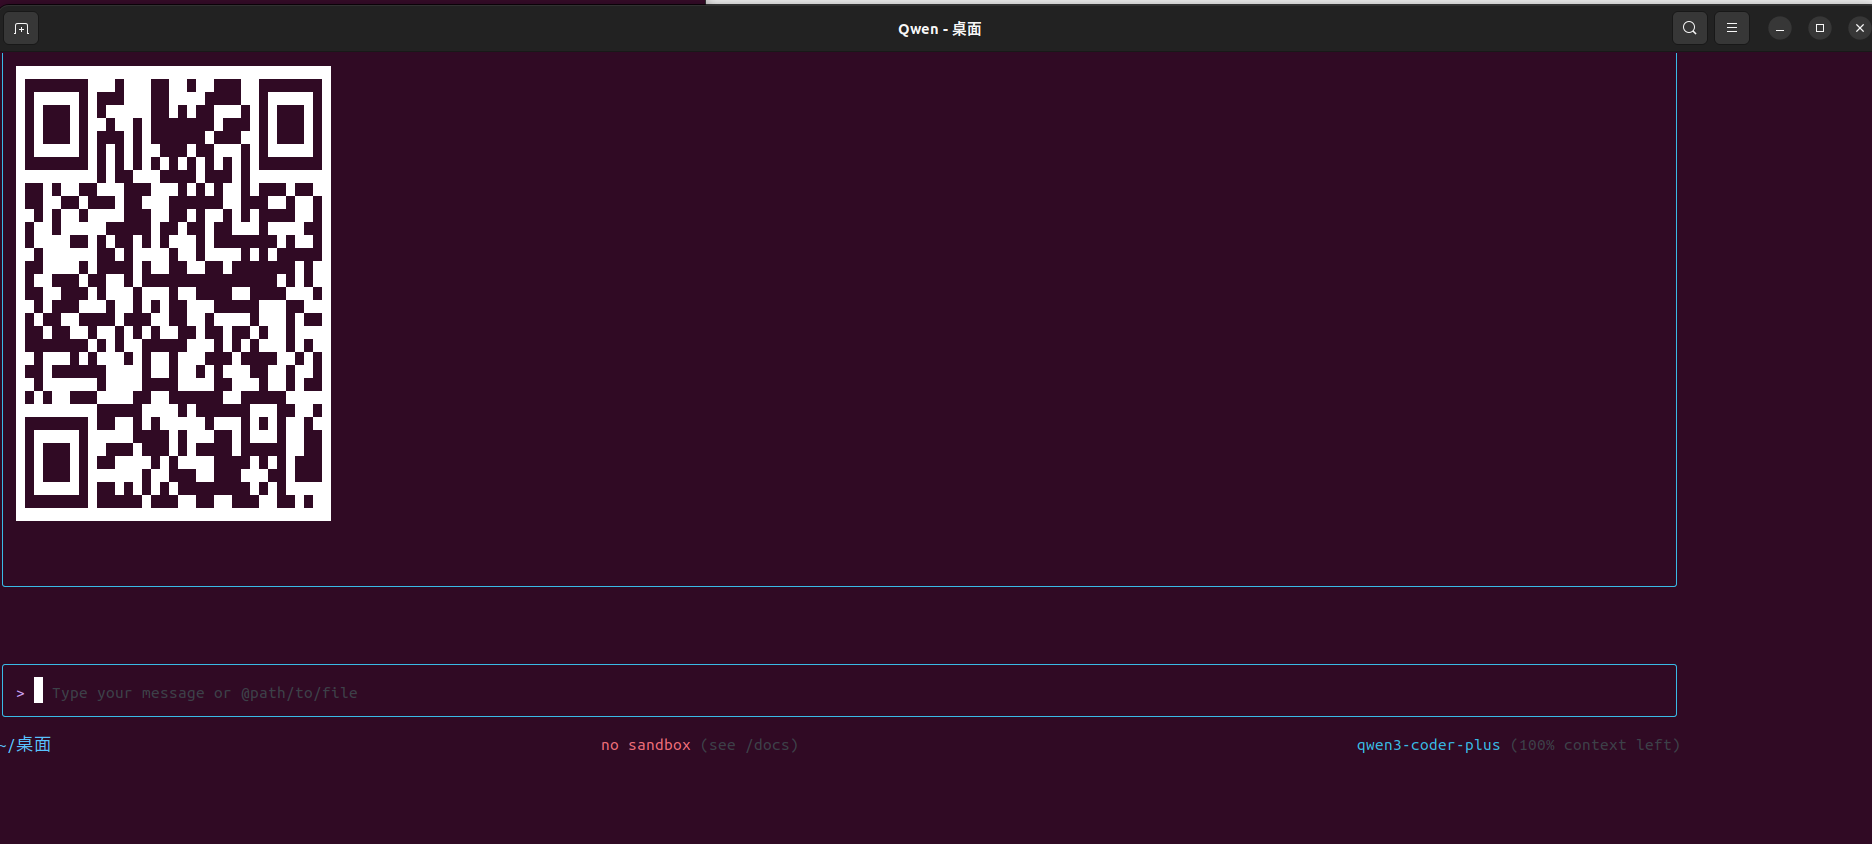 Qwen - 桌面
> Type your message or @path/to/file
~/桌面
no sandbox (see /docs)
qwen3-coder-plus (100% context left)